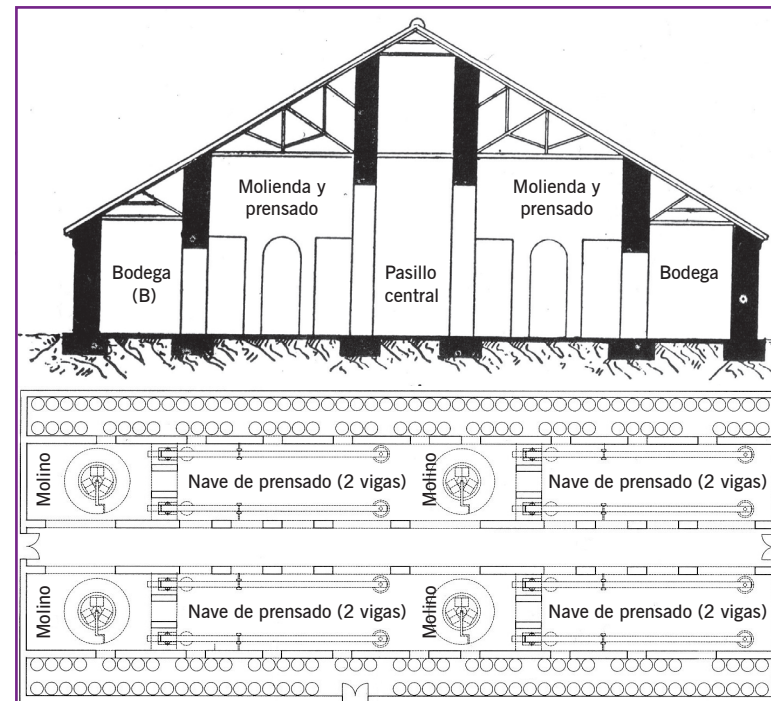 Molienda y
prensado
Molienda y
prensado
Bodega
(B)
Pasillo
central
Bodega
Molino
Nave de prensado (2 vigas)
Molino
Nave de prensado (2 vigas)
Molino
Nave de prensado (2 vigas)
Molino
Nave de prensado (2 vigas)